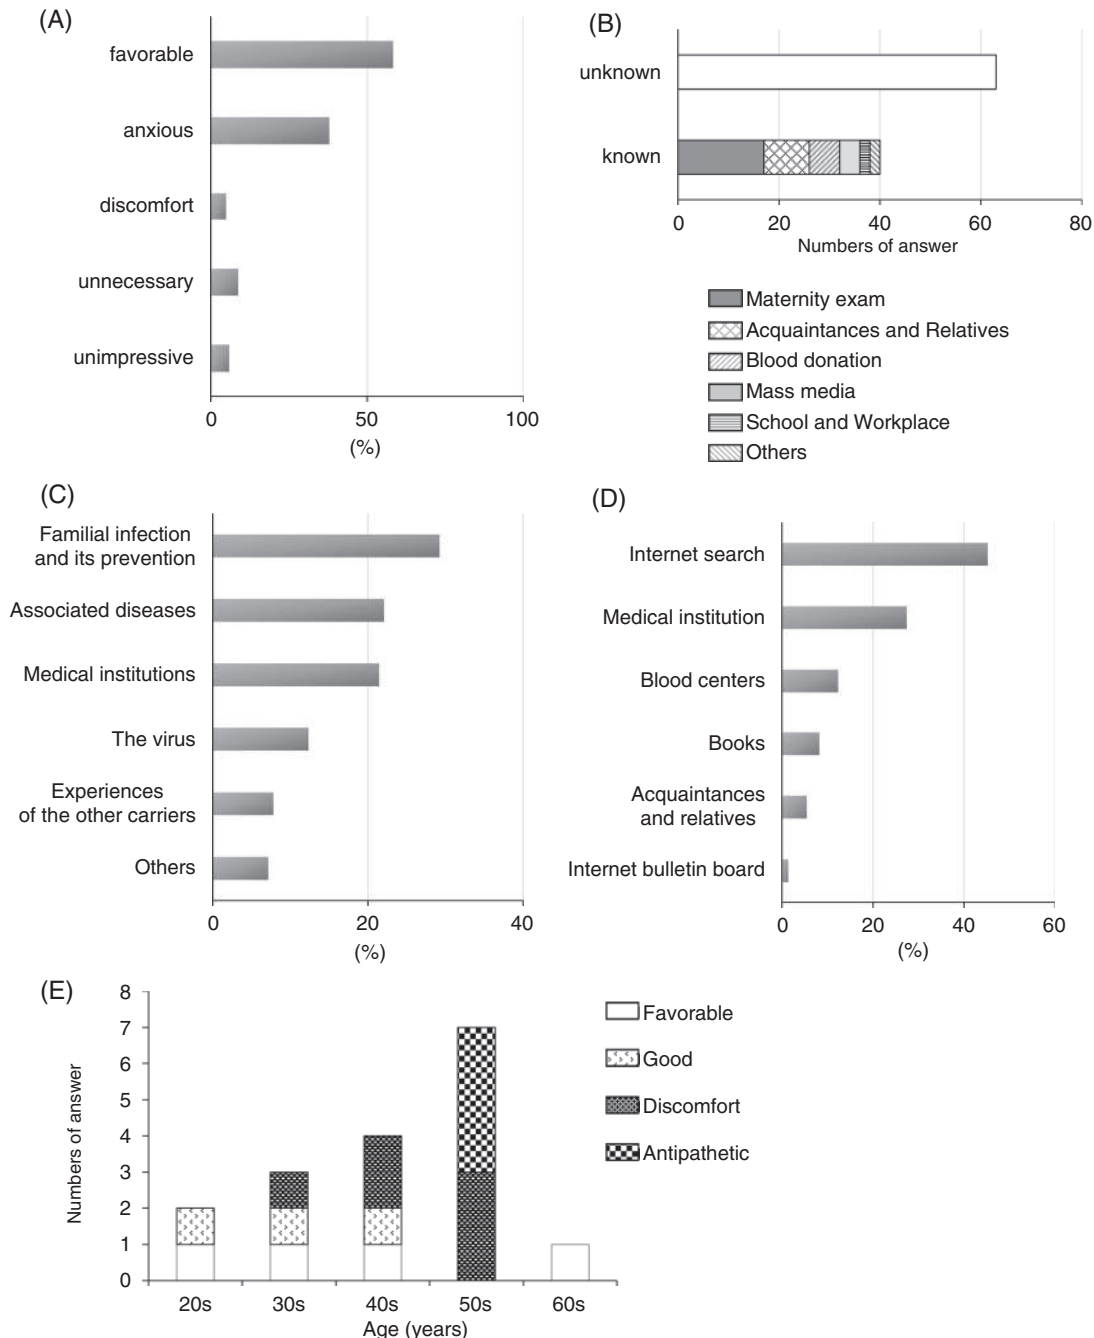 (A)
favorable
anxious
discomfort
unnecessary
unimpressive
0 50 100
(%)
(B)
unknown
known
0 20 40 60 80
Numbers of answer
Maternity exam
Acquaintances and Relatives
Blood donation
Mass media
School and Workplace
Others
(C)
Familial infection
and its prevention
Associated diseases
Medical institutions
The virus
Experiences
of the other carriers
Others
0 20 40
(%)
(D)
Internet search
Medical institution
Blood centers
Books
Acquaintances
and relatives
Internet bulletin board
0 20 40 60
(%)
(E)
Numbers of answer
8
7
6
5
4
3
2
1
0
20s 30s 40s 50s 60s
Age (years)
Favorable
Good
Discomfort
Antipathetic